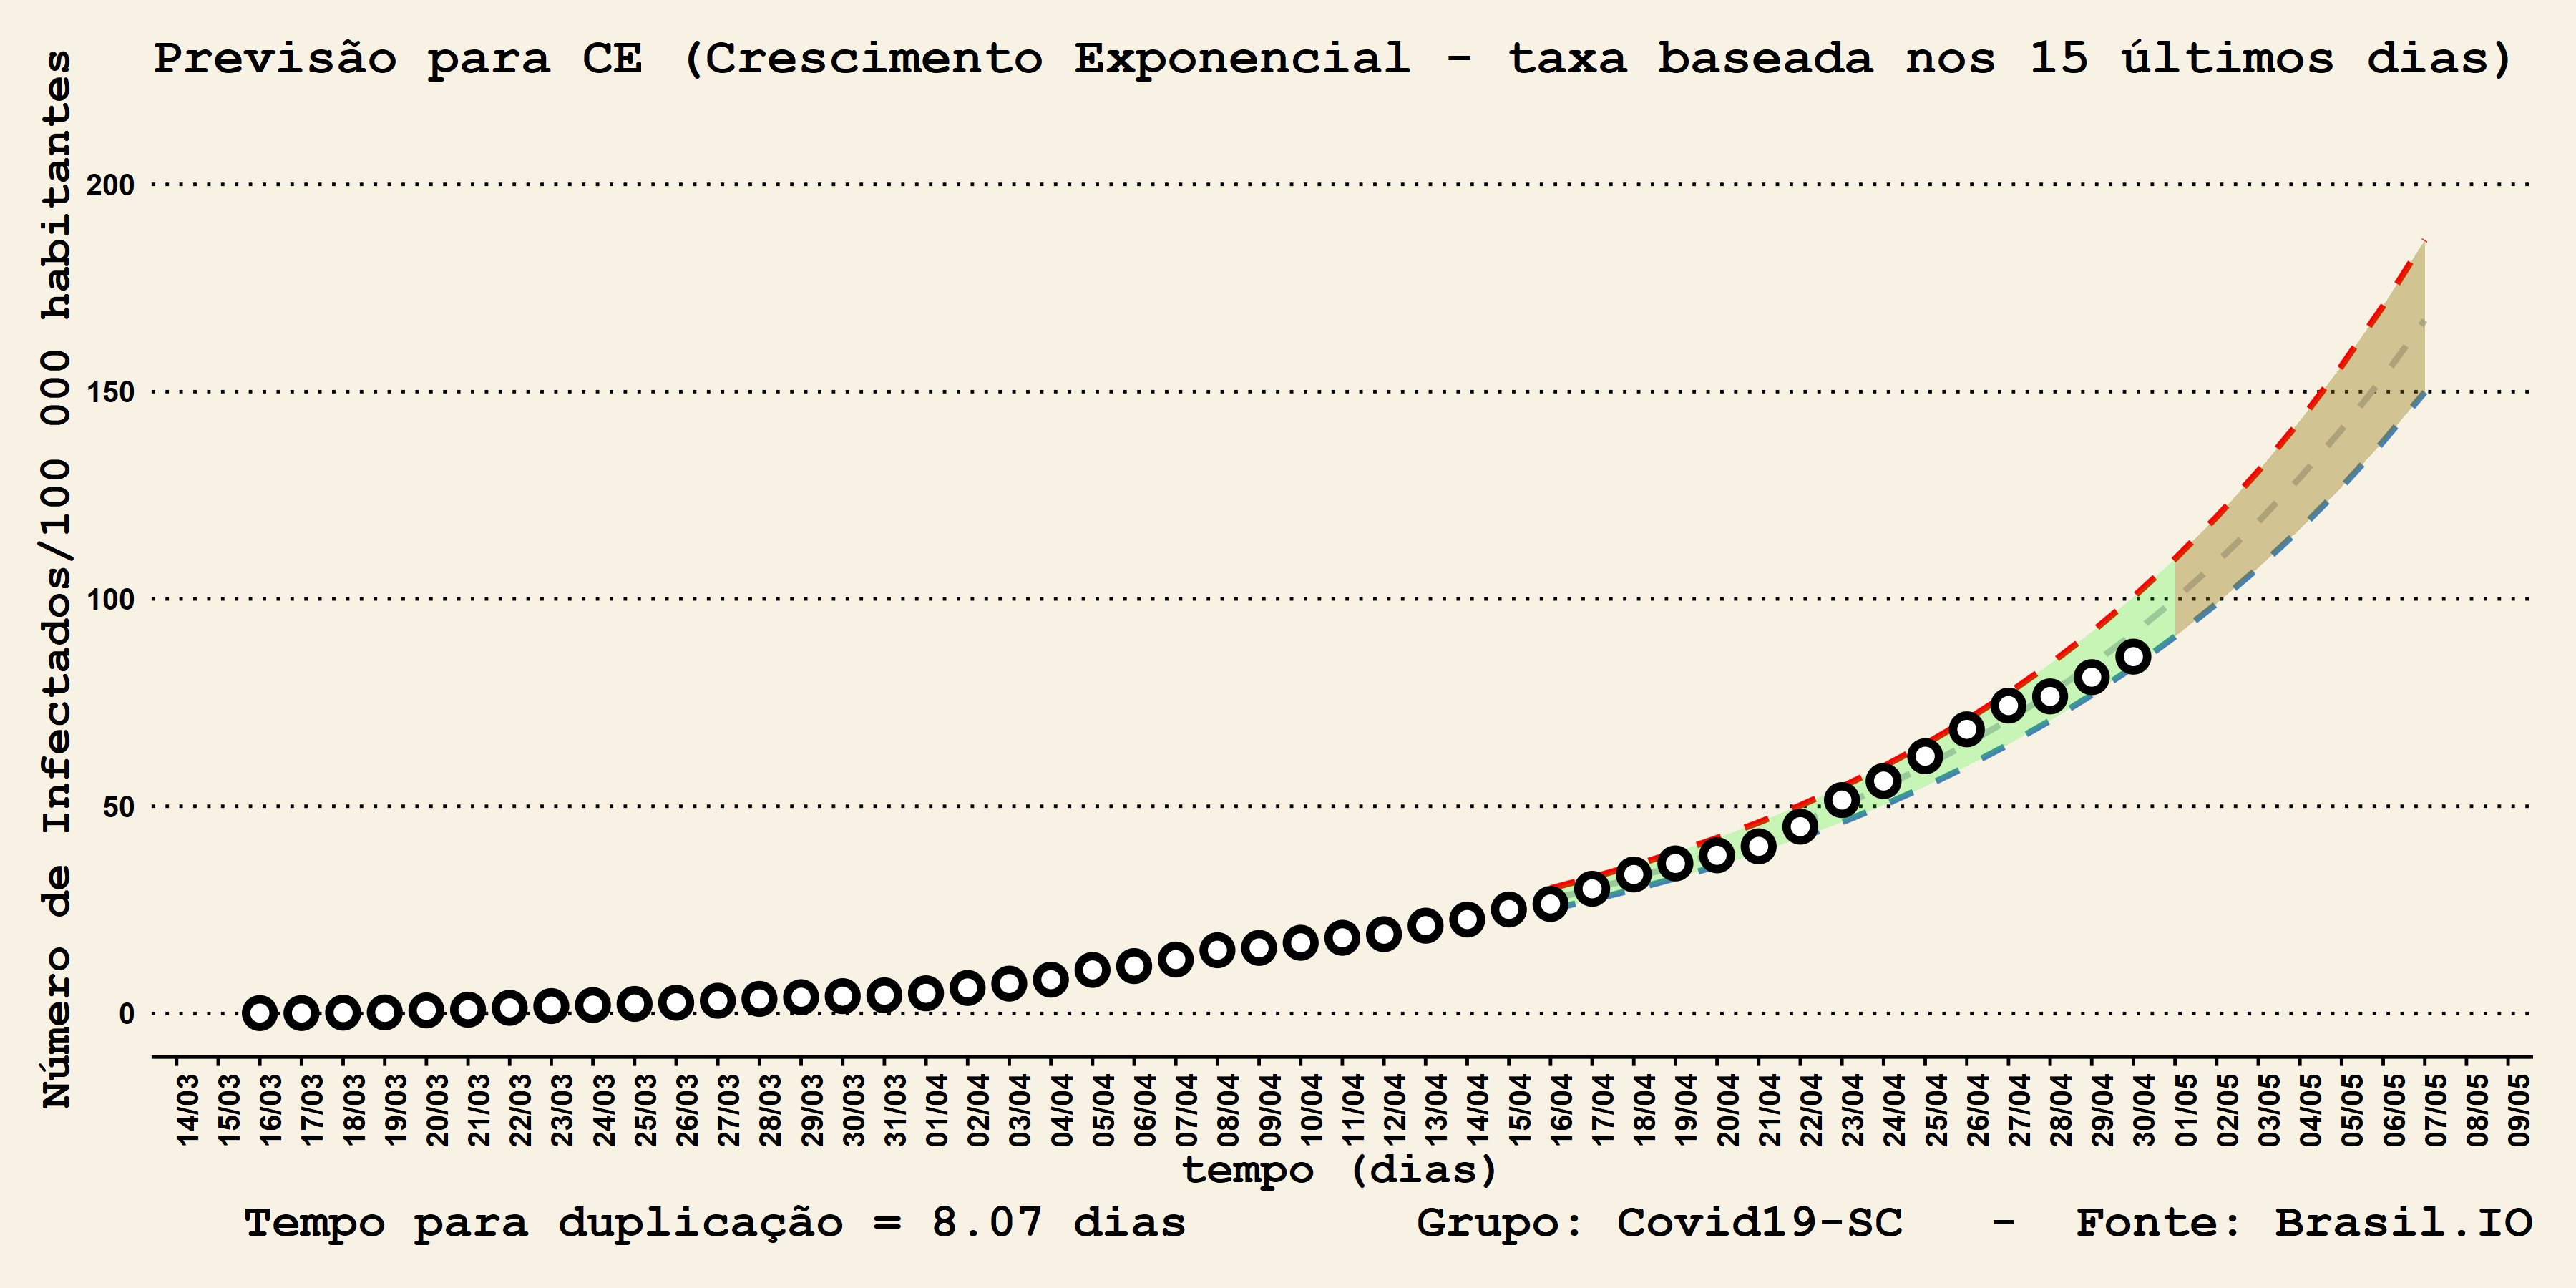 Previsão para CE (Crescimento Exponencial - taxa baseada nos 15 últimos dias)
Número de Infectados/100 000 habitantes
200
150
100
50
0
14/03 15/03 16/03 17/03 18/03 19/03 20/03 21/03 22/03 23/03 24/03 25/03 26/03 27/03 28/03 29/03 30/03 31/03 01/04 02/04 03/04 04/04 05/04 06/04 07/04 08/04 09/04 10/04 11/04 12/04 13/04 14/04 15/04 16/04 17/04 18/04 19/04 20/04 21/04 22/04 23/04 24/04 25/04 26/04 27/04 28/04 29/04 30/04 01/05 02/05 03/05 04/05 05/05 06/05 07/05 08/05 09/05
tempo (dias)
Tempo para duplicação = 8.07 dias Grupo: Covid19-SC - Fonte: Brasil.IO